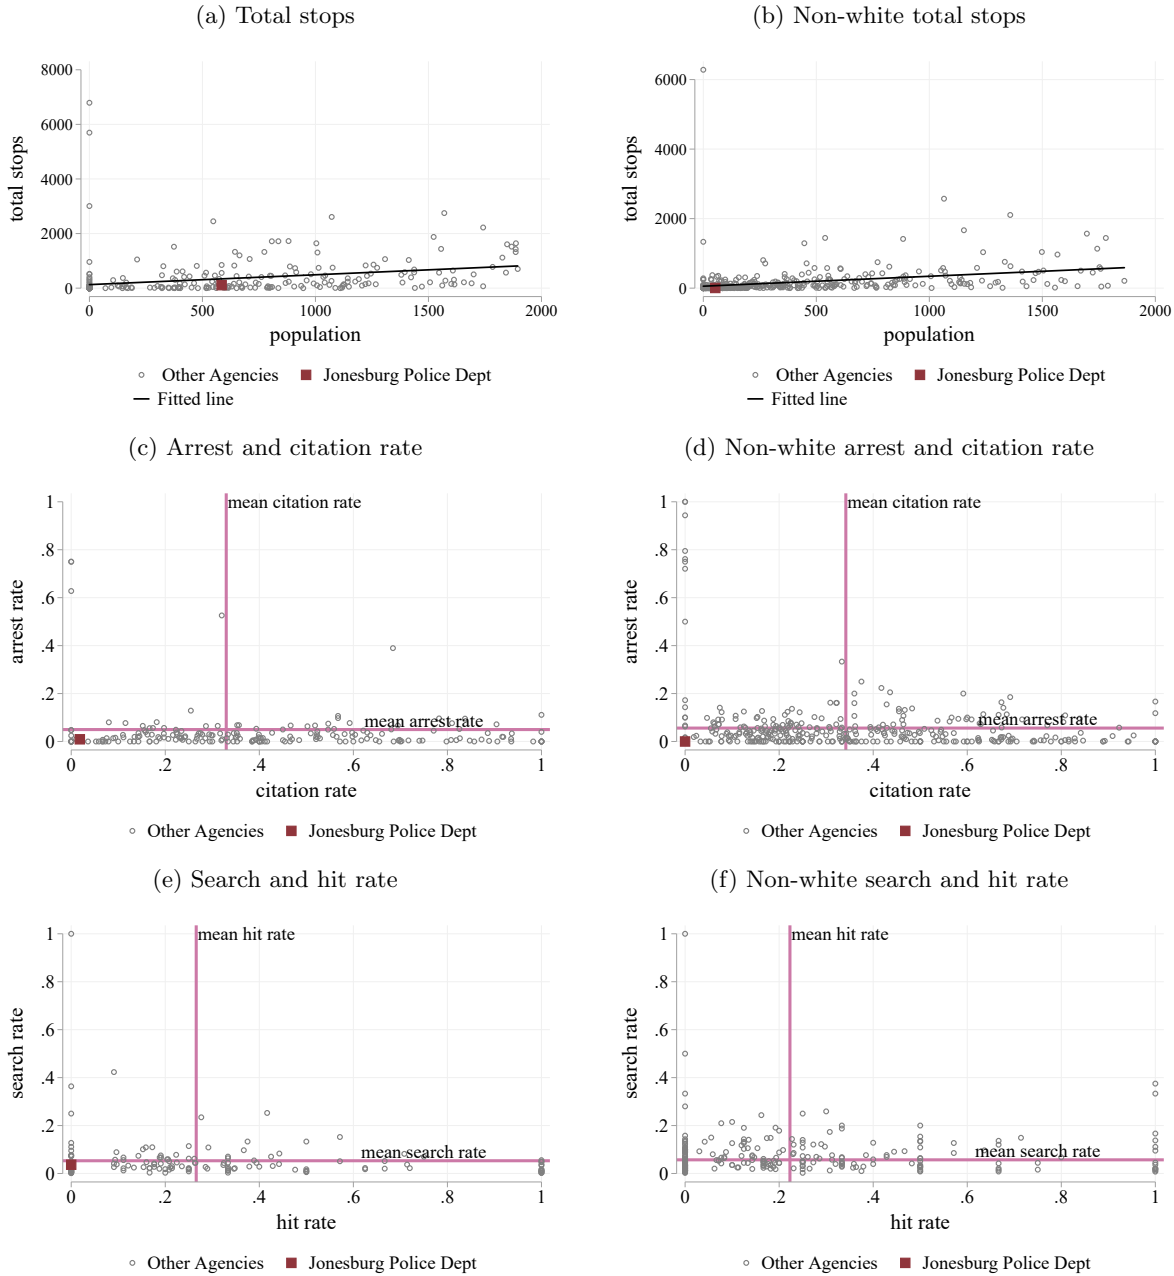 (a) Total stops
(b) Non-white total stops
8000
6000
4000
2000
0
total stops
0
500
1000
1500
2000
population
6000
4000
2000
0
total stops
0
500
1000
1500
2000
population
Other Agencies
Jonesburg Police Dept
Fitted line
Other Agencies
Jonesburg Police Dept
Fitted line
(c) Arrest and citation rate
(d) Non-white arrest and citation rate
1
.8
.6
.4
.2
0
arrest rate
mean citation rate
mean arrest rate
0
.2
.4
.6
.8
1
citation rate
1
.8
.6
.4
.2
0
arrest rate
mean citation rate
mean arrest rate
0
.2
.4
.6
.8
1
citation rate
Other Agencies
Jonesburg Police Dept
Other Agencies
Jonesburg Police Dept
(e) Search and hit rate
(f) Non-white search and hit rate
1
.8
.6
.4
.2
0
search rate
mean hit rate
mean search rate
0
.2
.4
.6
.8
1
hit rate
1
.8
.6
.4
.2
0
search rate
mean hit rate
mean search rate
0
.2
.4
.6
.8
1
hit rate
Other Agencies
Jonesburg Police Dept
Other Agencies
Jonesburg Police Dept